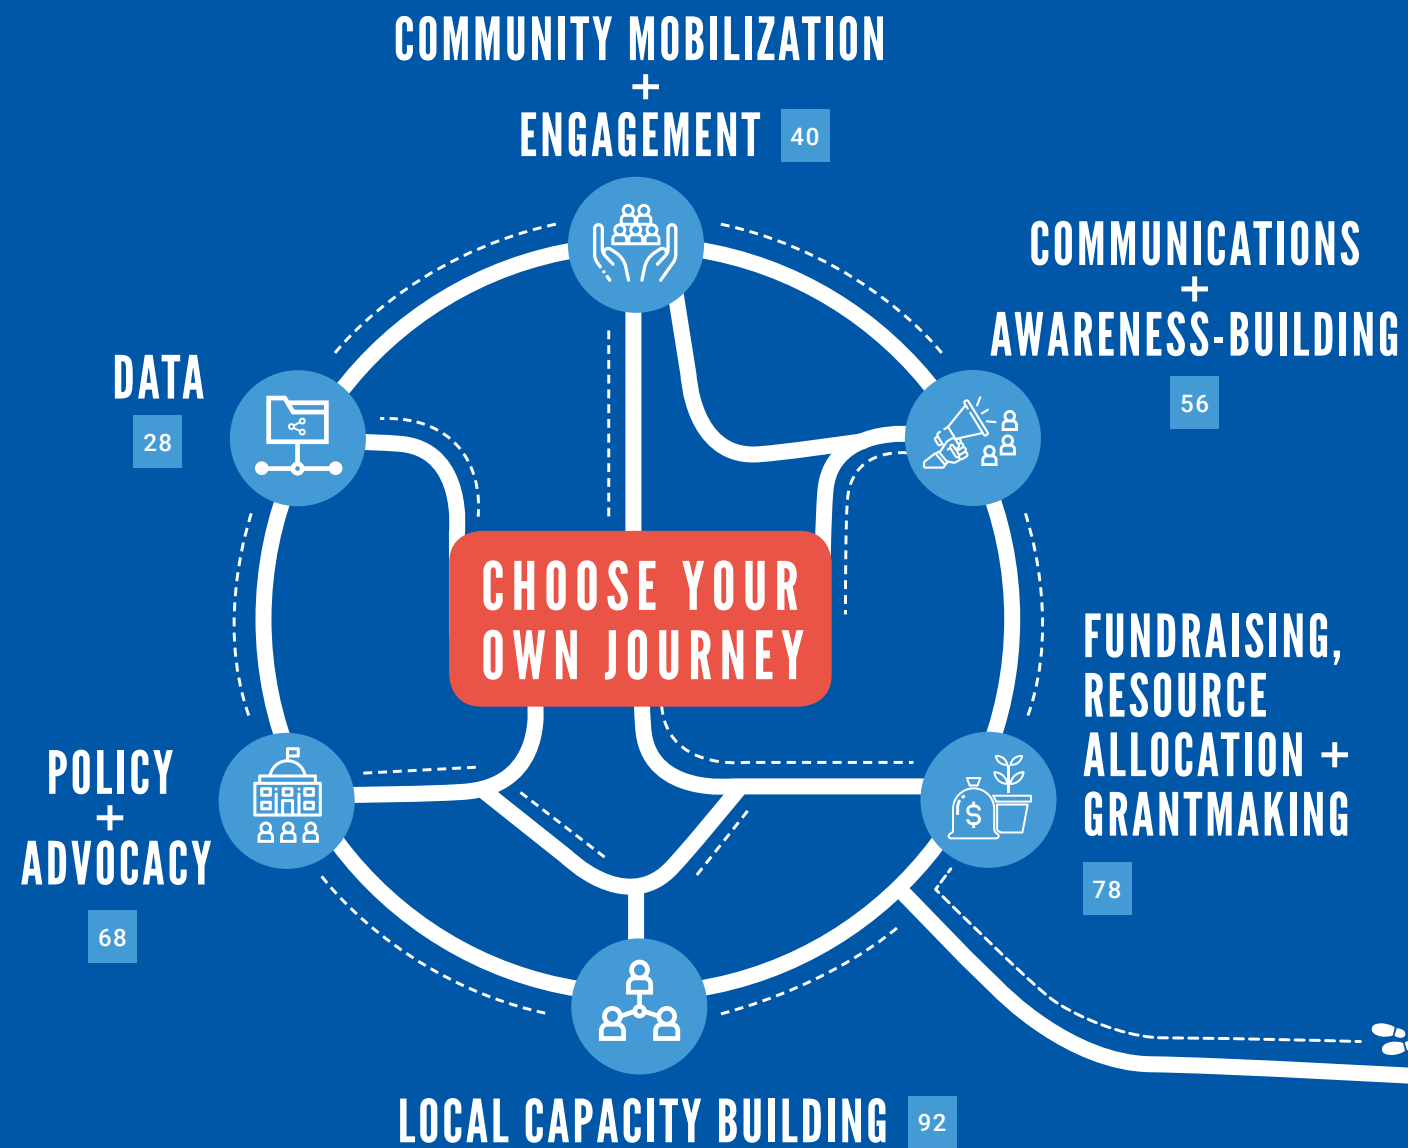 COMMUNITY MOBILIZATION
+
ENGAGEMENT 40
COMMUNICATIONS
+
AWARENESS-BUILDING
56
DATA
28
CHOOSE YOUR
OWN JOURNEY
FUNDRAISING,
RESOURCE
ALLOCATION +
GRANTMAKING
78
POLICY
+
ADVOCACY
68
$
LOCAL CAPACITY BUILDING 92